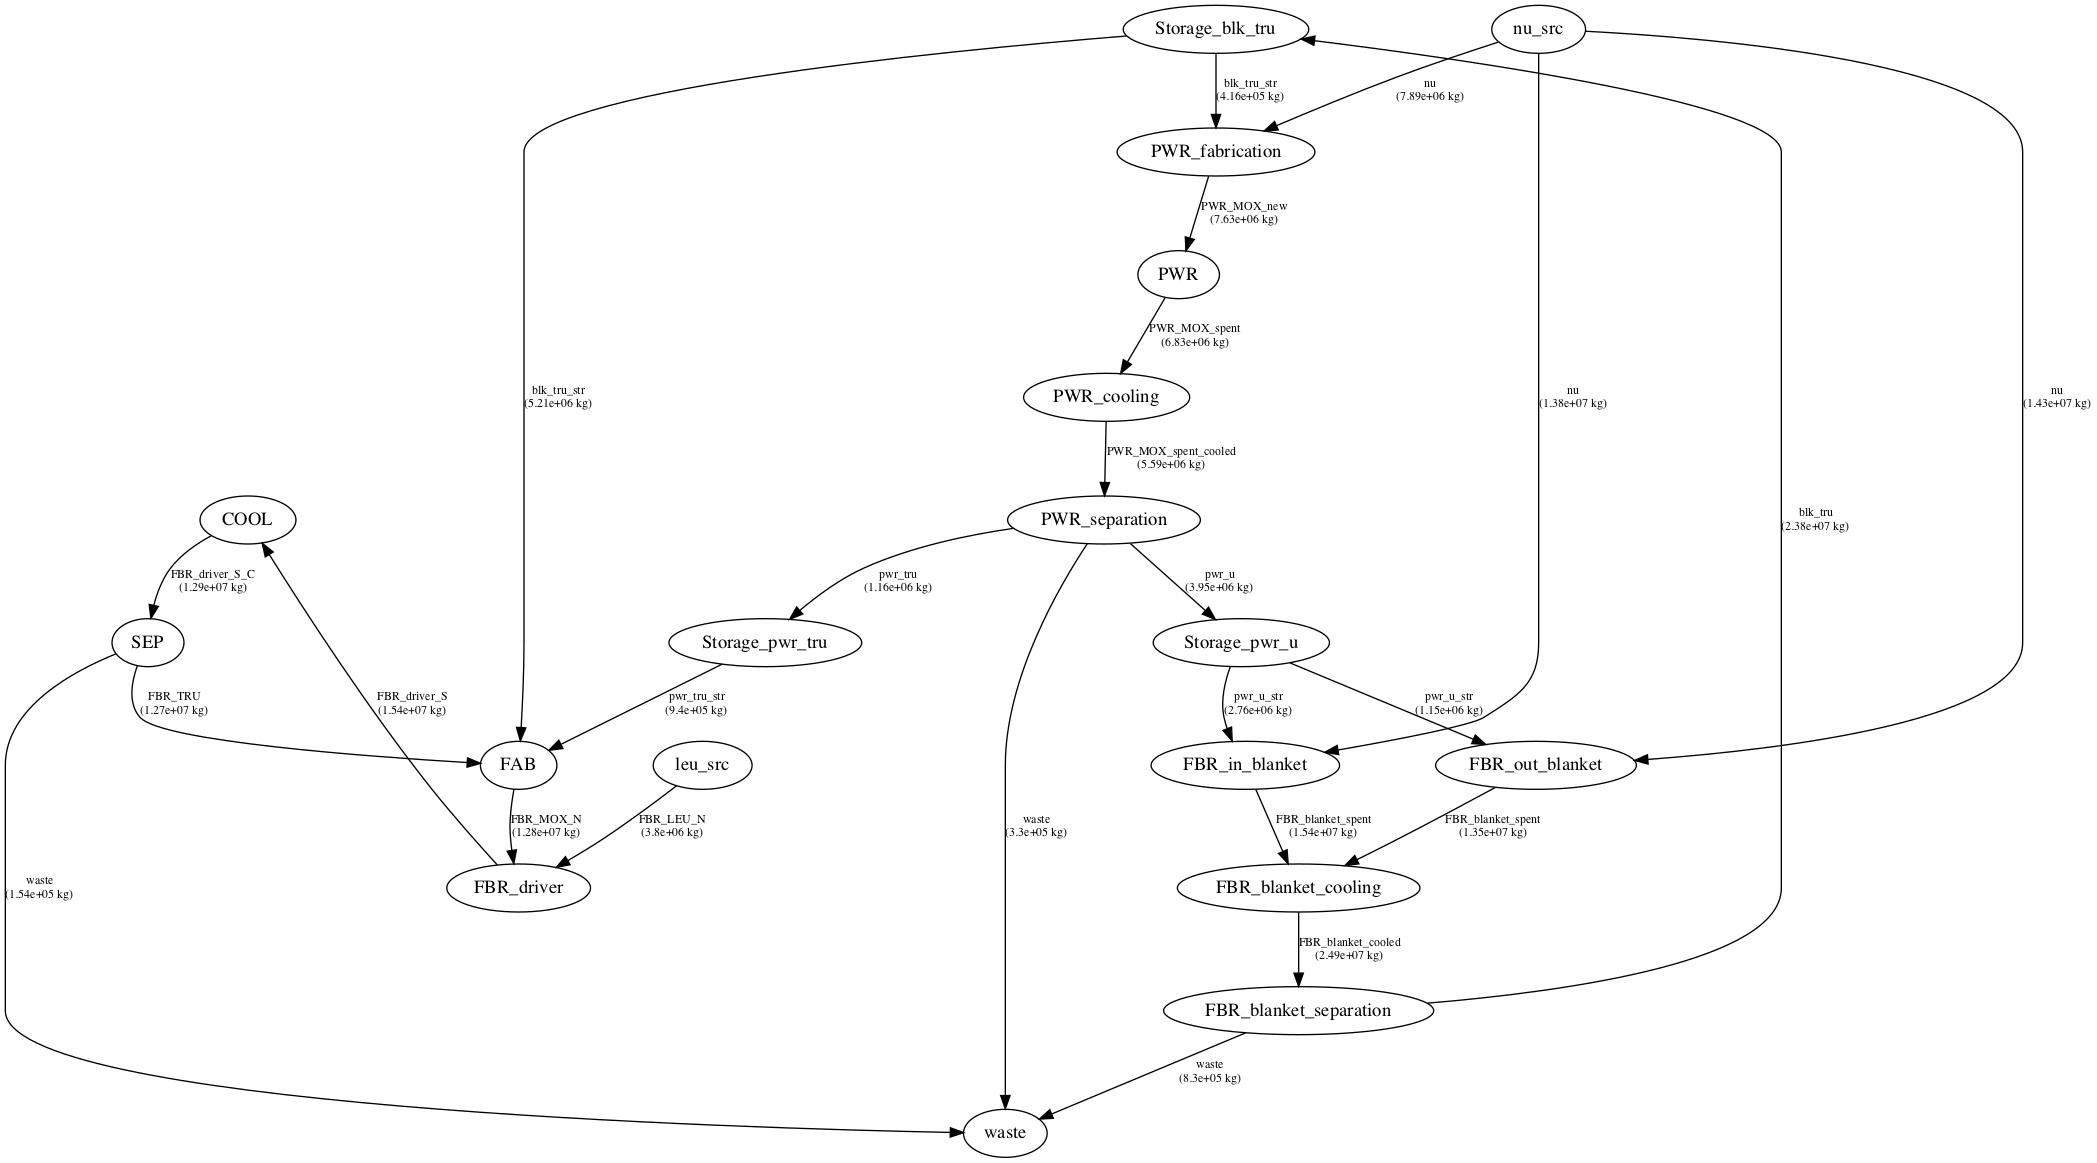 Storage_blk_tru
nu_src
blk_tru_str
(4.16e+05 kg)
nu
(7.89e+06 kg)
PWR_fabrication
PWR_MOX_new
(7.63e+06 kg)
PWR
PWR_MOX_spent
(6.83e+06 kg)
blk_tru_str
(5.21e+06 kg)
PWR_cooling
nu
(1.38e+07 kg)
nu
(1.43e+07 kg)
PWR_MOX_spent_cooled
(5.59e+06 kg)
COOL
PWR_separation
blk_tru
(2.38e+07 kg)
FBR_driver_S_C
(1.29e+07 kg)
pwr_tru
(1.16e+06 kg)
pwr_u
(3.95e+06 kg)
SEP
Storage_pwr_tru
Storage_pwr_u
FBR_TRU
(1.27e+07 kg)
FBR_driver_S
(1.54e+07 kg)
pwr_tru_str
(9.4e+05 kg)
pwr_u_str
(2.76e+06 kg)
pwr_u_str
(1.15e+06 kg)
FAB
leu_src
FBR_in_blanket
FBR_out_blanket
FBR_MOX_N
(1.28e+07 kg)
FBR_LEU_N
(3.8e+06 kg)
waste
(3.3e+05 kg)
FBR_blanket_spent
(1.54e+07 kg)
FBR_blanket_spent
(1.35e+07 kg)
waste
(1.54e+05 kg)
FBR_driver
FBR_blanket_cooling
FBR_blanket_cooled
(2.49e+07 kg)
FBR_blanket_separation
waste
(8.3e+05 kg)
waste